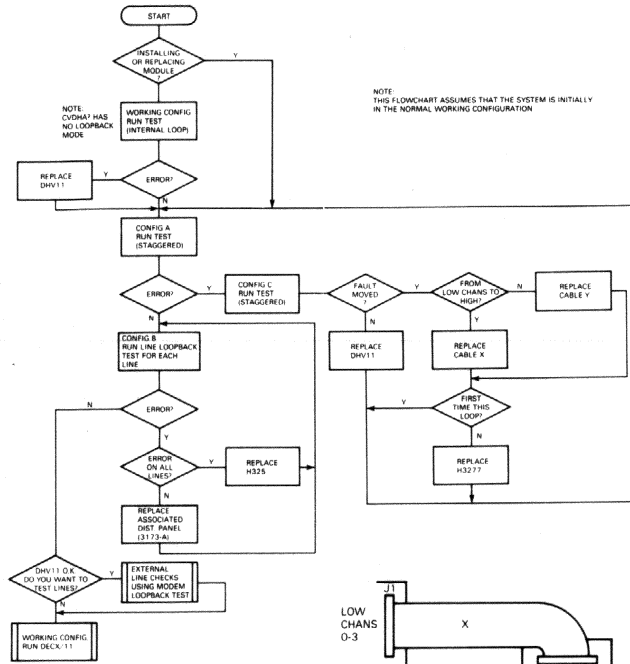 START
INSTALLING
OR REPLACING
MODULE
?
Y
NOTE:
THIS FLOWCHART ASSUMES THAT THE SYSTEM IS INITIALLY
IN THE NORMAL WORKING CONFIGURATION
NOTE:
CVDHA? HAS
NO LOOPBACK
MODE
WORKING CONFIG
RUN TEST
(INTERNAL LOOP)
REPLACE
DHV11
Y
ERROR?
N
CONFIG A
RUN TEST
(STAGGERED)
ERROR?
Y
N
CONFIG C
RUN TEST
(STAGGERED)
FAULT
MOVED
?
Y
N
FROM
LOW CHANS TO
HIGH?
N
Y
REPLACE
CABLE Y
REPLACE
DHV11
REPLACE
CABLE X
CONFIG B
RUN LINE LOOPBACK
TEST FOR EACH
LINE
FIRST
TIME THIS
LOOP?
Y
N
REPLACE
H3277
N
ERROR?
Y
ERROR
ON ALL
LINES?
Y
N
REPLACE
H325
REPLACE
ASSOCIATED
DIST. PANEL
(3173-A)
DHV11 O.K
DO YOU WANT TO
TEST LINES?
Y
N
EXTERNAL
LINE CHECKS
USING MODEM
LOOPBACK TEST
WORKING CONFIG.
RUN DECX/11
J1
LOW
CHANS
0-3
X